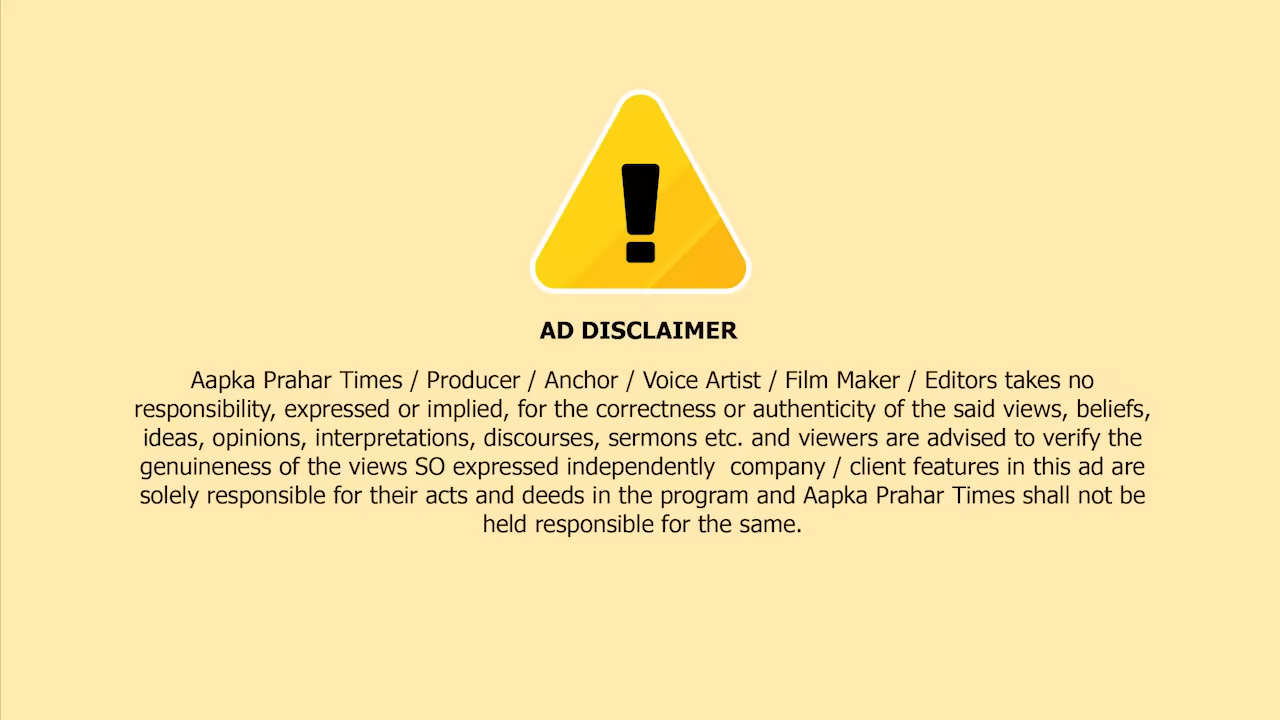 AD DISCLAIMER
Aapka Prahar Times / Producer / Anchor / Voice Artist / Film Maker / Editors takes no
responsibility, expressed or implied, for the correctness or authenticity of the said views, beliefs,
ideas, opinions, interpretations, discourses, sermons etc. and viewers are advised to verify the
genuineness of the views SO expressed independently  company / client features in this ad are
solely responsible for their acts and deeds in the program and Aapka Prahar Times shall not be
held responsible for the same.